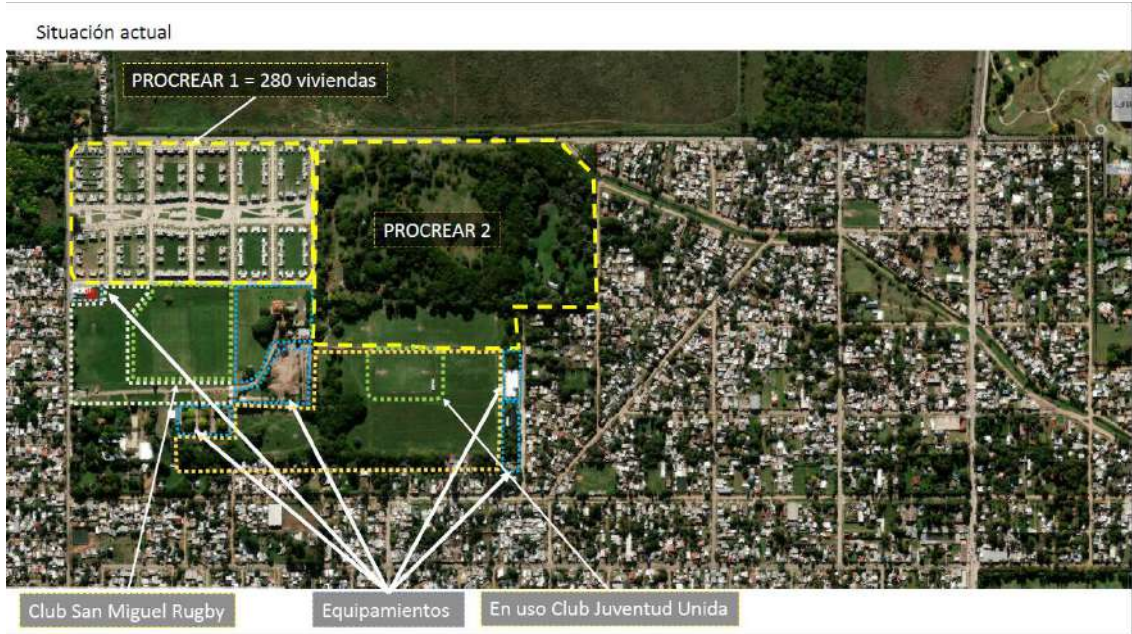 Situación actual
PROCREAR 1 = 280 viviendas
PROCREAR 2
Club San Miguel Rugby
Equipamientos
En uso Club Juventud Unida